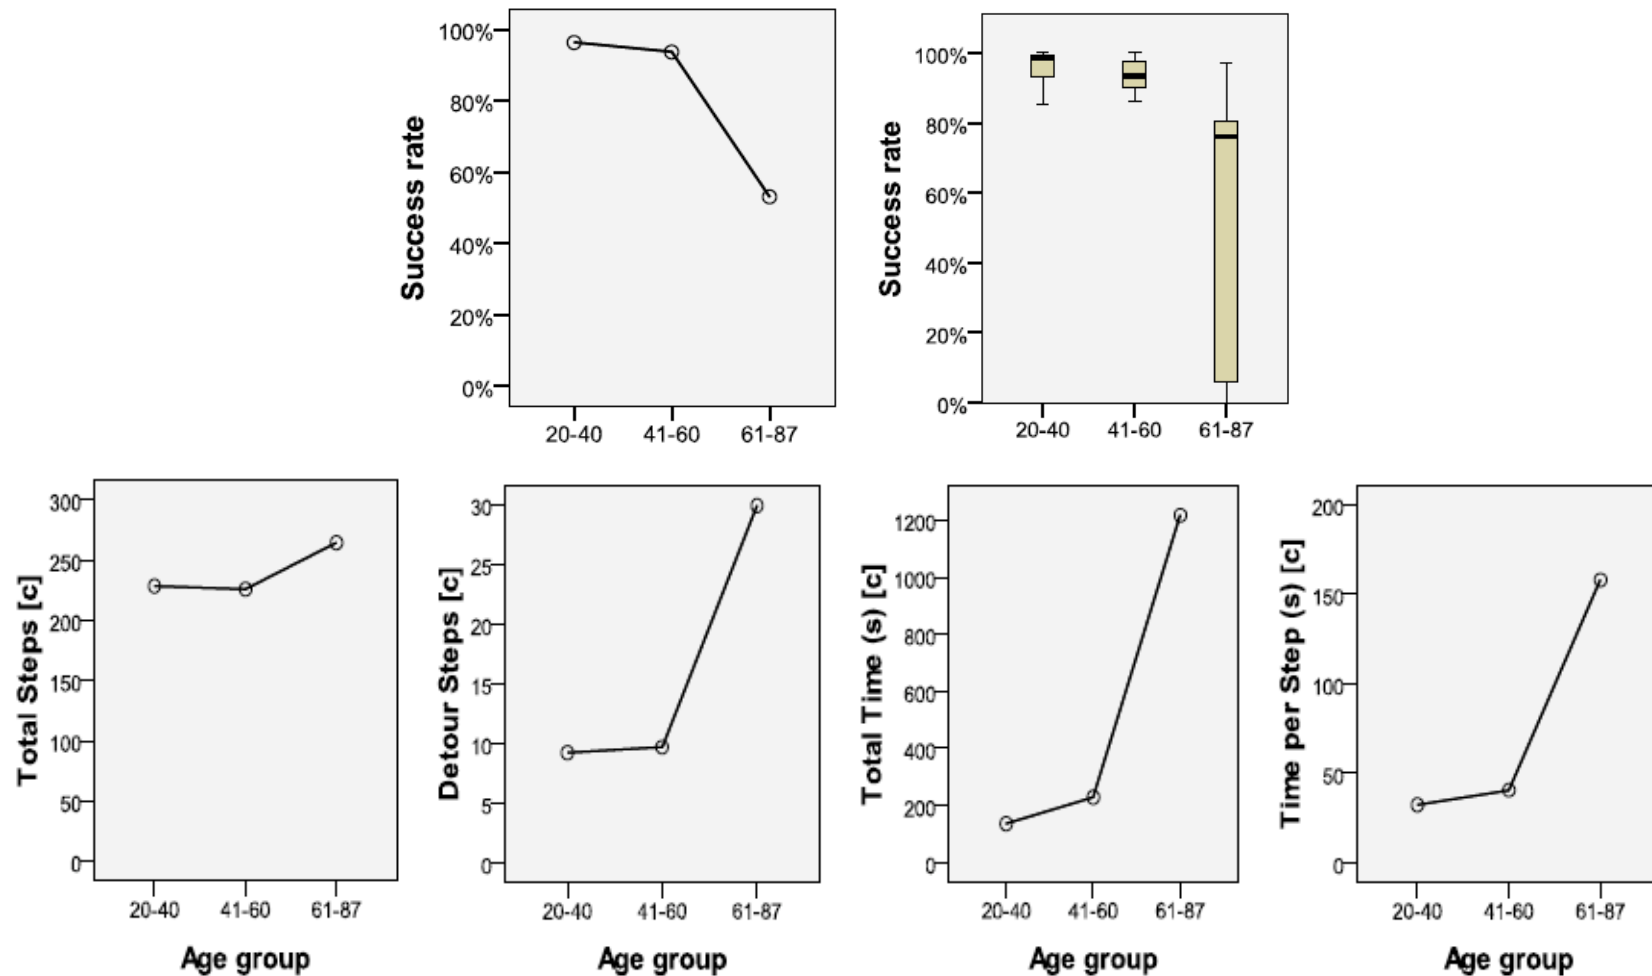 Success rate
100%
80%
60%
40%
20%
0%
20-40 41-60 61-87
Success rate
100%
80%
60%
40%
20%
0%
20-40 41-60 61-87
Total Steps [c]
300
250
200
150
100
50
0
20-40 41-60 61-87
Age group
Detour Steps [c]
30
25
20
15
10
5
0
20-40 41-60 61-87
Age group
Total Time (s) [c]
1200
1000
800
600
400
200
0
20-40 41-60 61-87
Age group
Time per Step (s) [c]
200
150
100
50
0
20-40 41-60 61-87
Age group